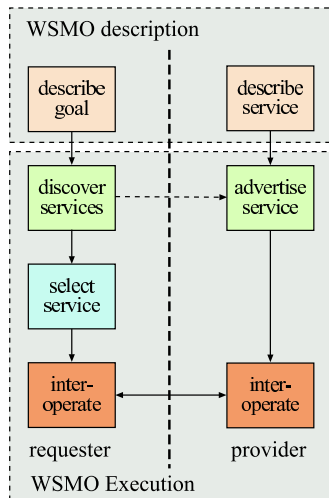 WSMO description
describe
goal
describe
service
discover
services
advertise
service
select
service
inter-
operate
inter-
operate
requester
provider
WSMO Execution